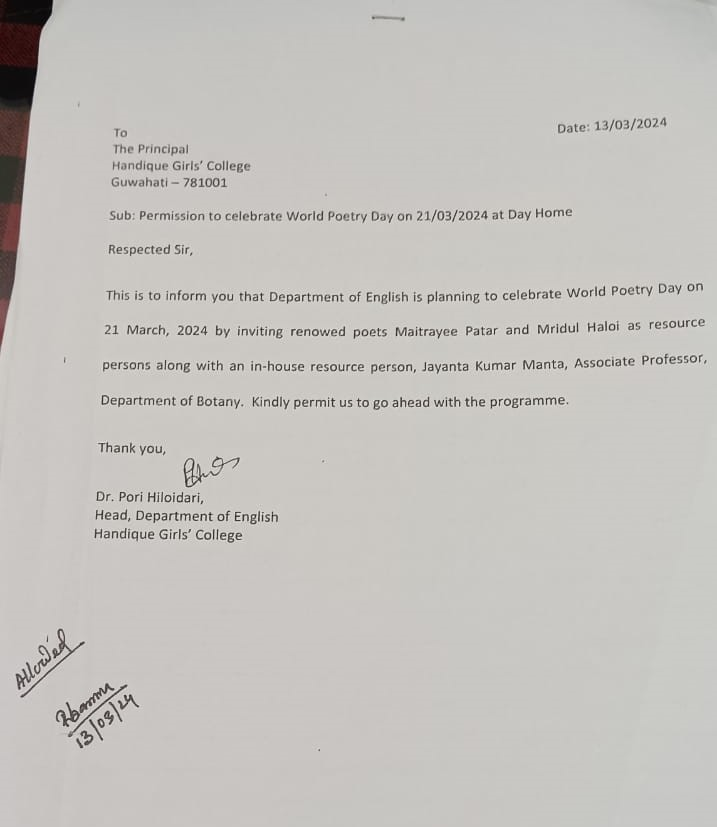 Date: 13/03/2024
To
The Principal
Handique Girls' College
Guwahati – 781001
Sub: Permission to celebrate World Poetry Day on 21/03/2024 at Day Home
Respected Sir,
This is to inform you that Department of English is planning to celebrate World Poetry Day on
21 March, 2024 by inviting renowed poets Maitrayee Patar and Mridul Haloi as resource
persons along with an in-house resource person, Jayanta Kumar Manta, Associate Professor,
Department of Botany. Kindly permit us to go ahead with the programme.
Thank you,
Dr. Pori Hiloidari,
Head, Department of English
Handique Girls' College
Allowed
13/03/24